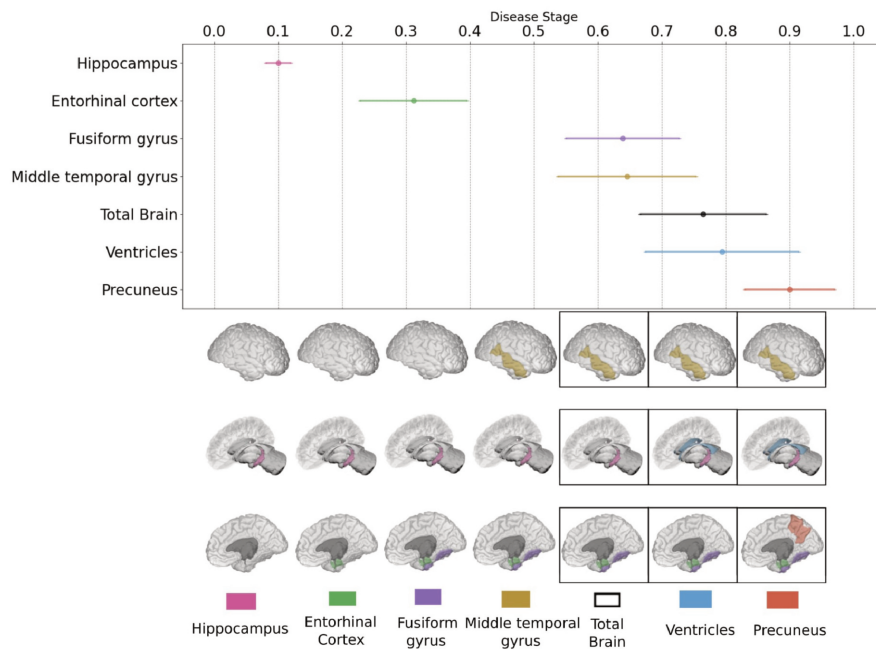 Disease Stage
0.0 0.1 0.2 0.3 0.4 0.5 0.6 0.7 0.8 0.9 1.0
Hippocampus
Entorhinal cortex
Fusiform gyrus
Middle temporal gyrus
Total Brain
Ventricles
Precuneus
Hippocampus
Entorhinal
Cortex
Fusiform
gyrus
Middle temporal
gyrus
Total
Brain
Ventricles
Precuneus